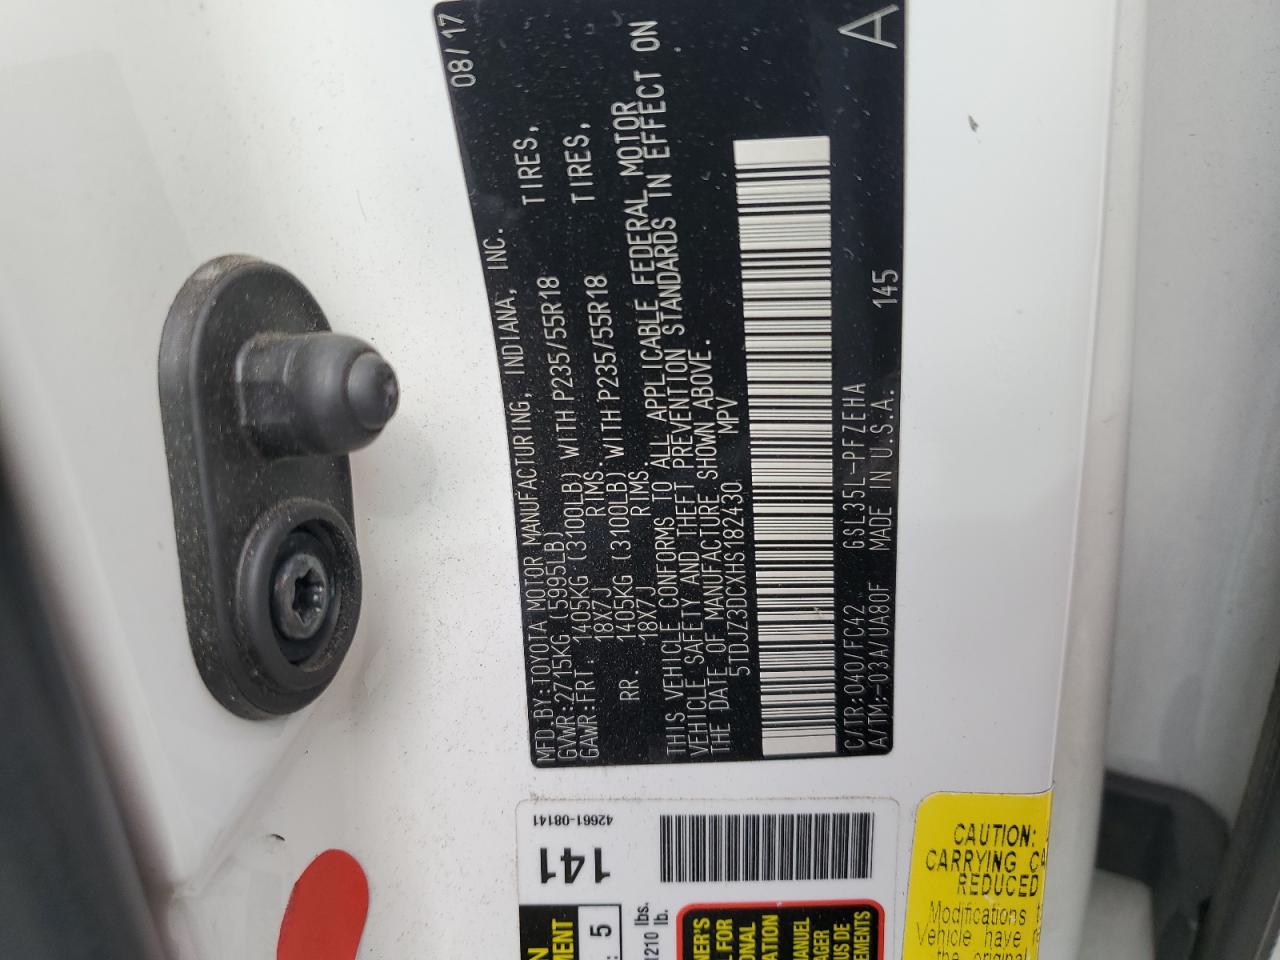 08/17
MFD.BY:TOYOTA MOTOR MANUFACTURING, INDIANA, INC.
GVWR:2715KG (5995LB)
GAWR:FRT. 1405KG (3100LB) WITH P235/55R18 TIRES,
18X7J RIMS.
RR. 1405KG (3100LB) WITH P235/55R18 TIRES,
18X7J RIMS.
THIS VEHICLE CONFORMS TO ALL APPLICABLE FEDERAL MOTOR
VEHICLE SAFETY AND THEFT PREVENTION STANDARDS IN EFFECT ON
THE DATE OF MANUFACTURE SHOWN ABOVE.
5TDJZ3DCXHS182430 MPV
C/TR:040/FC42 GSL35L-PFZEHA 145 A
A/TM:-03A/UA80F MADE IN U.S.A.
42661-08141
141
5
1210 lbs.
lb.
CAUTION:
CARRYING
REDUCED
Modifications
Vehicle have
the original